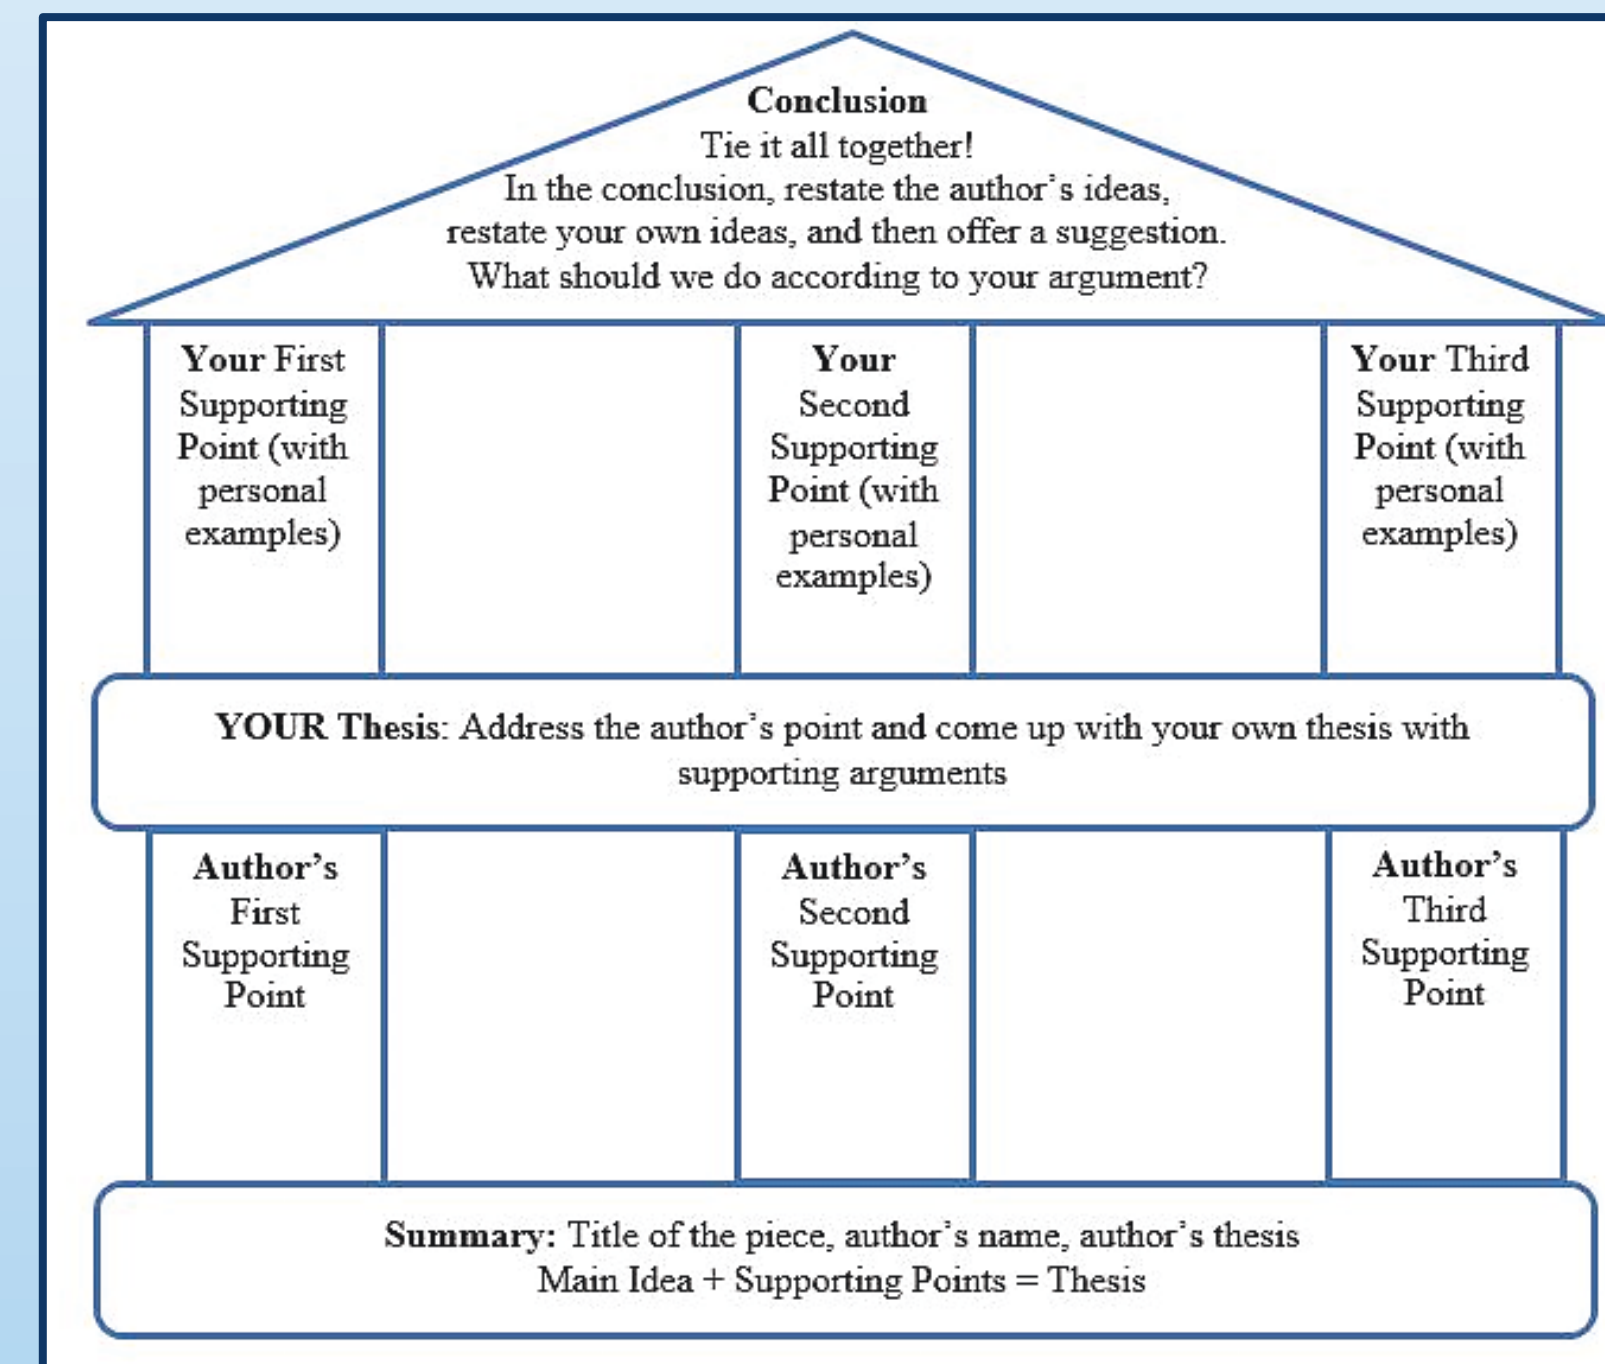 Conclusion
Tie it all together!
In the conclusion, restate the author's ideas,
restate your own ideas, and then offer a suggestion.
What should we do according to your argument?
Your First
Supporting
Point (with
personal
examples)
Your
Second
Supporting
Point (with
personal
examples)
Your Third
Supporting
Point (with
personal
examples)
YOUR Thesis: Address the author's point and come up with your own thesis with
supporting arguments
Author's
First
Supporting
Point
Author's
Second
Supporting
Point
Author's
Third
Supporting
Point
Summary: Title of the piece, author's name, author's thesis
Main Idea + Supporting Points = Thesis